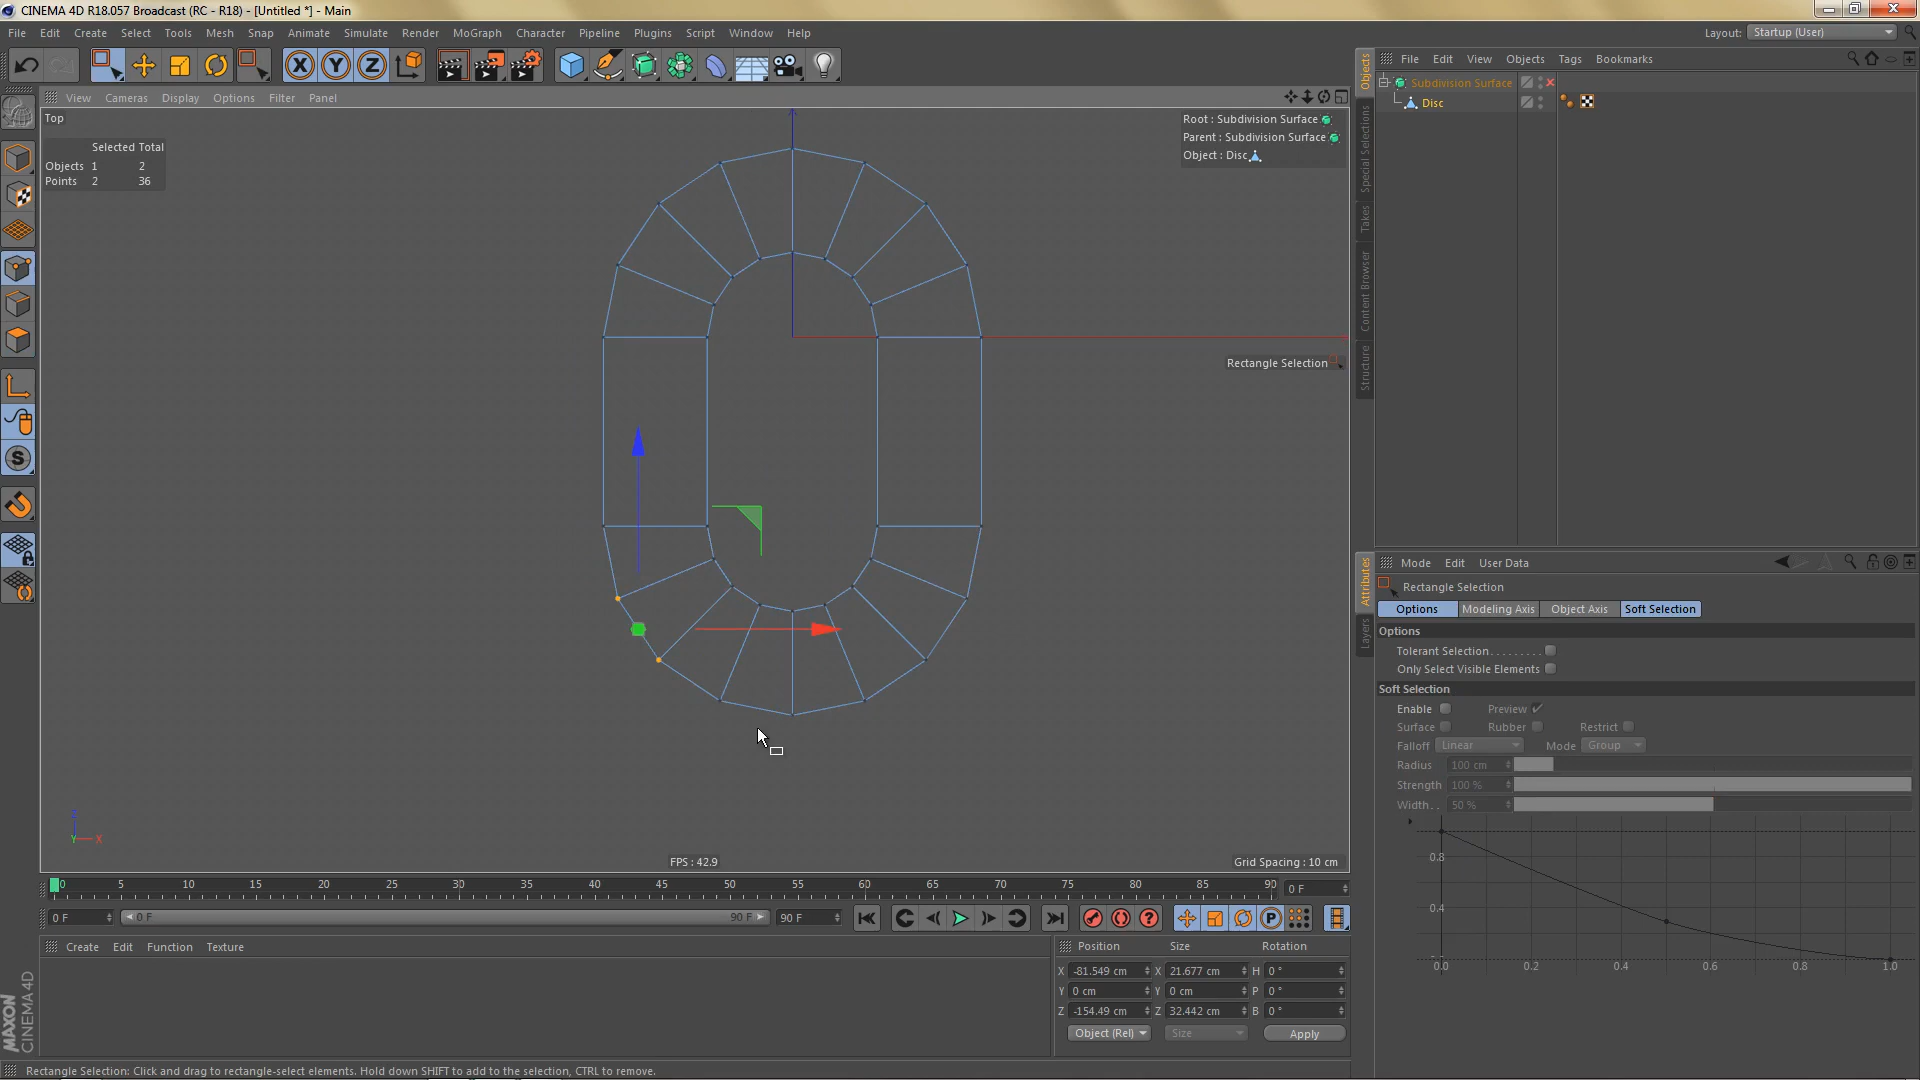 CINEMA 4D R18.057 Broadcast (RC - R18) - [Untitled *] - Main
File Edit Create Select Tools Mesh Snap Animate Simulate Render MoGraph Character Pipeline Plugins Script Window Help
Layout: Startup (User)
File Edit View Objects Tags Bookmarks
View Cameras Display Options Filter Panel
Subdivision Surface
Disc
Top
Selected Total
Objects 1 2
Points 2 36
Root : Subdivision Surface
Parent : Subdivision Surface
Object : Disc
Rectangle Selection
Objects
Special Selections
Takes
Content Browser
Structure
Attributes
Layers
Mode Edit User Data
Rectangle Selection
Options Modeling Axis Object Axis Soft Selection
Options
Tolerant Selection . . . . . . . . .
Only Select Visible Elements
Soft Selection
Enable Preview
Surface Rubber Restrict
Falloff Linear Mode Group
Radius 100 cm
Strength 100 %
Width. . 50 %
0.8
0.4
0.0 0.2 0.4 0.6 0.8 1.0
Z
Y X
FPS : 42.9
Grid Spacing : 10 cm
0 5 10 15 20 25 30 35 40 45 50 55 60 65 70 75 80 85 90
0 F
0 F 0 F 90 F 90 F
Create Edit Function Texture
Position Size Rotation
X -81.549 cm X 21.677 cm H 0 °
Y 0 cm Y 0 cm P 0 °
Z -154.49 cm Z 32.442 cm B 0 °
Object (Rel) Size Apply
MAXON
CINEMA 4D
Rectangle Selection: Click and drag to rectangle-select elements. Hold down SHIFT to add to the selection, CTRL to remove.